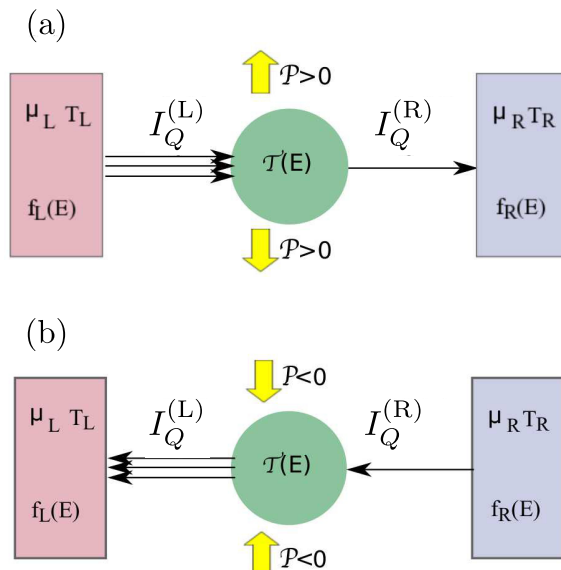 (a)
𝒫>0
μL TL
I_Q^(L)
I_Q^(R)
μR TR
𝒯(E)
fL(E)
fR(E)
𝒫>0
(b)
𝒫<0
μL TL
I_Q^(L)
I_Q^(R)
μR TR
𝒯(E)
fL(E)
fR(E)
𝒫<0